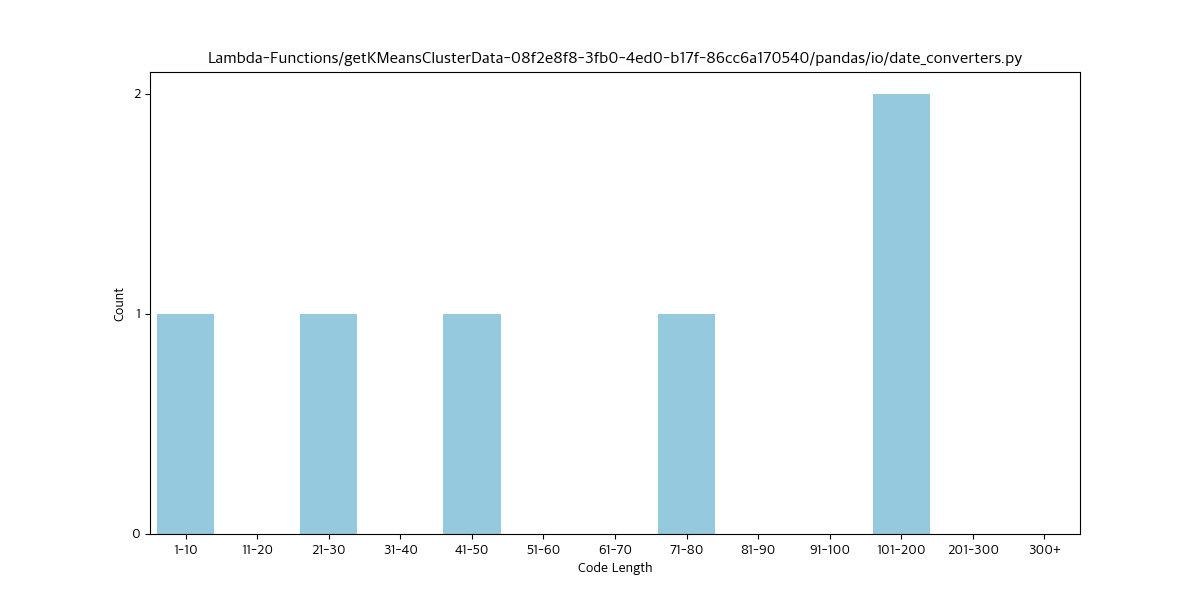 Lambda-Functions/getKMeansClusterData-08f2e8f8-3fb0-4ed0-b17f-86cc6a170540/pandas/io/date_converters.py
2
1
0
Count
1-10 11-20 21-30 31-40 41-50 51-60 61-70 71-80 81-90 91-100 101-200 201-300 300+
Code Length